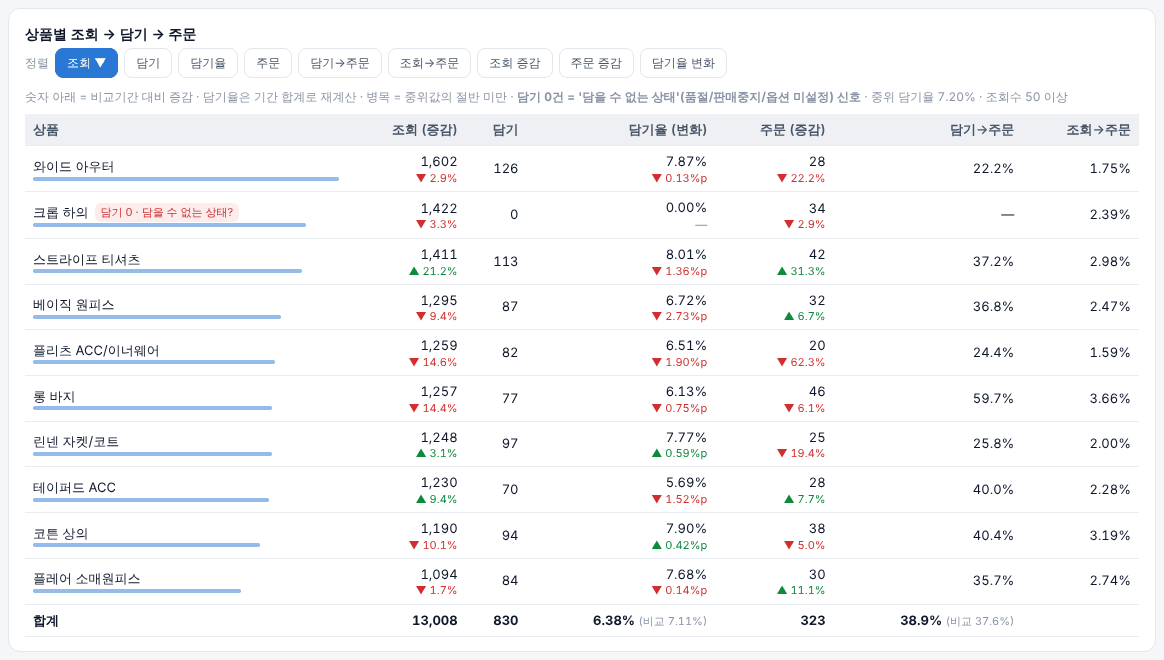 상품별 조회 → 담기 → 주문
정렬 조회 ▼ 담기 담기율 주문 담기→주문 조회→주문 조회 증감 주문 증감 담기율 변화
숫자 아래 = 비교기간 대비 증감 · 담기율은 기간 합계로 재계산 · 병목 = 중위값의 절반 미만 · 담기 0건 = '담을 수 없는 상태'(품절/판매중지/옵션 미설정) 신호 · 중위 담기율 7.20% · 조회수 50 이상
상품 조회 (증감) 담기 담기율 (변화) 주문 (증감) 담기→주문 조회→주문
와이드 아우터 1,602 126 7.87% 28 22.2% 1.75%
▼ 2.9% ▼ 0.13%p ▼ 22.2%
크롭 하의 담기 0 · 담을 수 없는 상태? 1,422 0 0.00% 34 — 2.39%
▼ 3.3% — ▼ 2.9%
스트라이프 티셔츠 1,411 113 8.01% 42 37.2% 2.98%
▲ 21.2% ▼ 1.36%p ▲ 31.3%
베이직 원피스 1,295 87 6.72% 32 36.8% 2.47%
▼ 9.4% ▼ 2.73%p ▲ 6.7%
플리츠 ACC/이너웨어 1,259 82 6.51% 20 24.4% 1.59%
▼ 14.6% ▼ 1.90%p ▼ 62.3%
롱 바지 1,257 77 6.13% 46 59.7% 3.66%
▼ 14.4% ▼ 0.75%p ▼ 6.1%
린넨 자켓/코트 1,248 97 7.77% 25 25.8% 2.00%
▲ 3.1% ▲ 0.59%p ▼ 19.4%
테이퍼드 ACC 1,230 70 5.69% 28 40.0% 2.28%
▲ 9.4% ▼ 1.52%p ▲ 7.7%
코튼 상의 1,190 94 7.90% 38 40.4% 3.19%
▼ 10.1% ▲ 0.42%p ▼ 5.0%
플레어 소매원피스 1,094 84 7.68% 30 35.7% 2.74%
▼ 1.7% ▼ 0.14%p ▲ 11.1%
합계 13,008 830 6.38% (비교 7.11%) 323 38.9% (비교 37.6%)